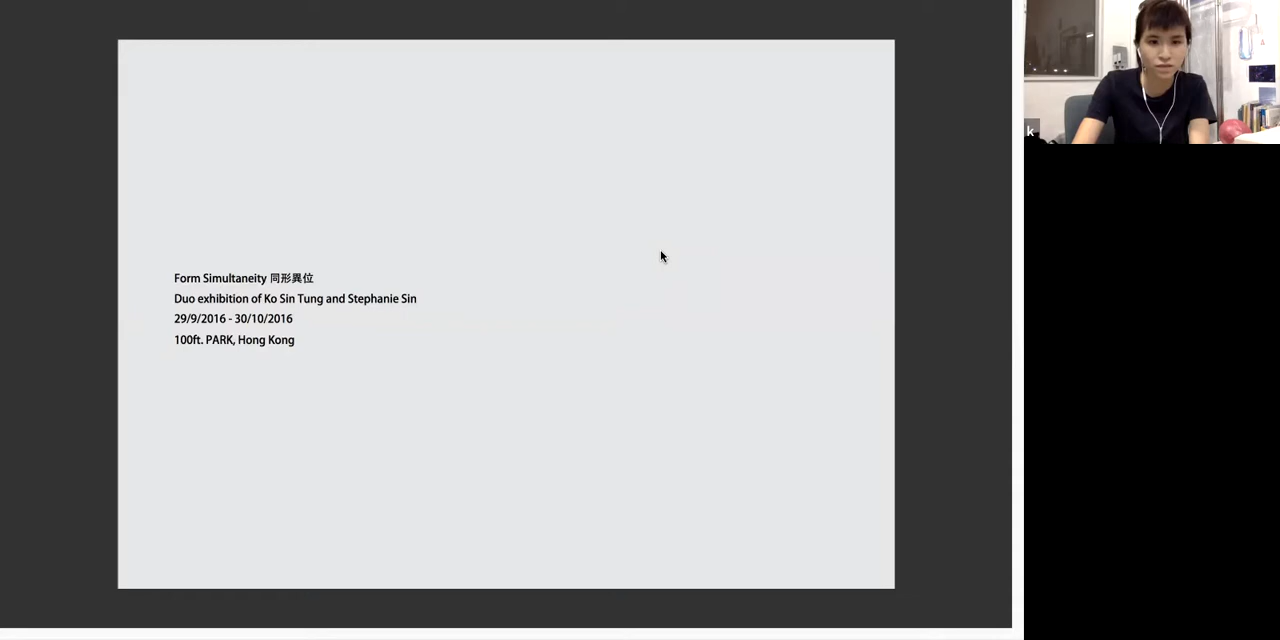 Form Simultaneity 同形異位
Duo exhibition of Ko Sin Tung and Stephanie Sin
29/9/2016 - 30/10/2016
100ft. PARK, Hong Kong
k